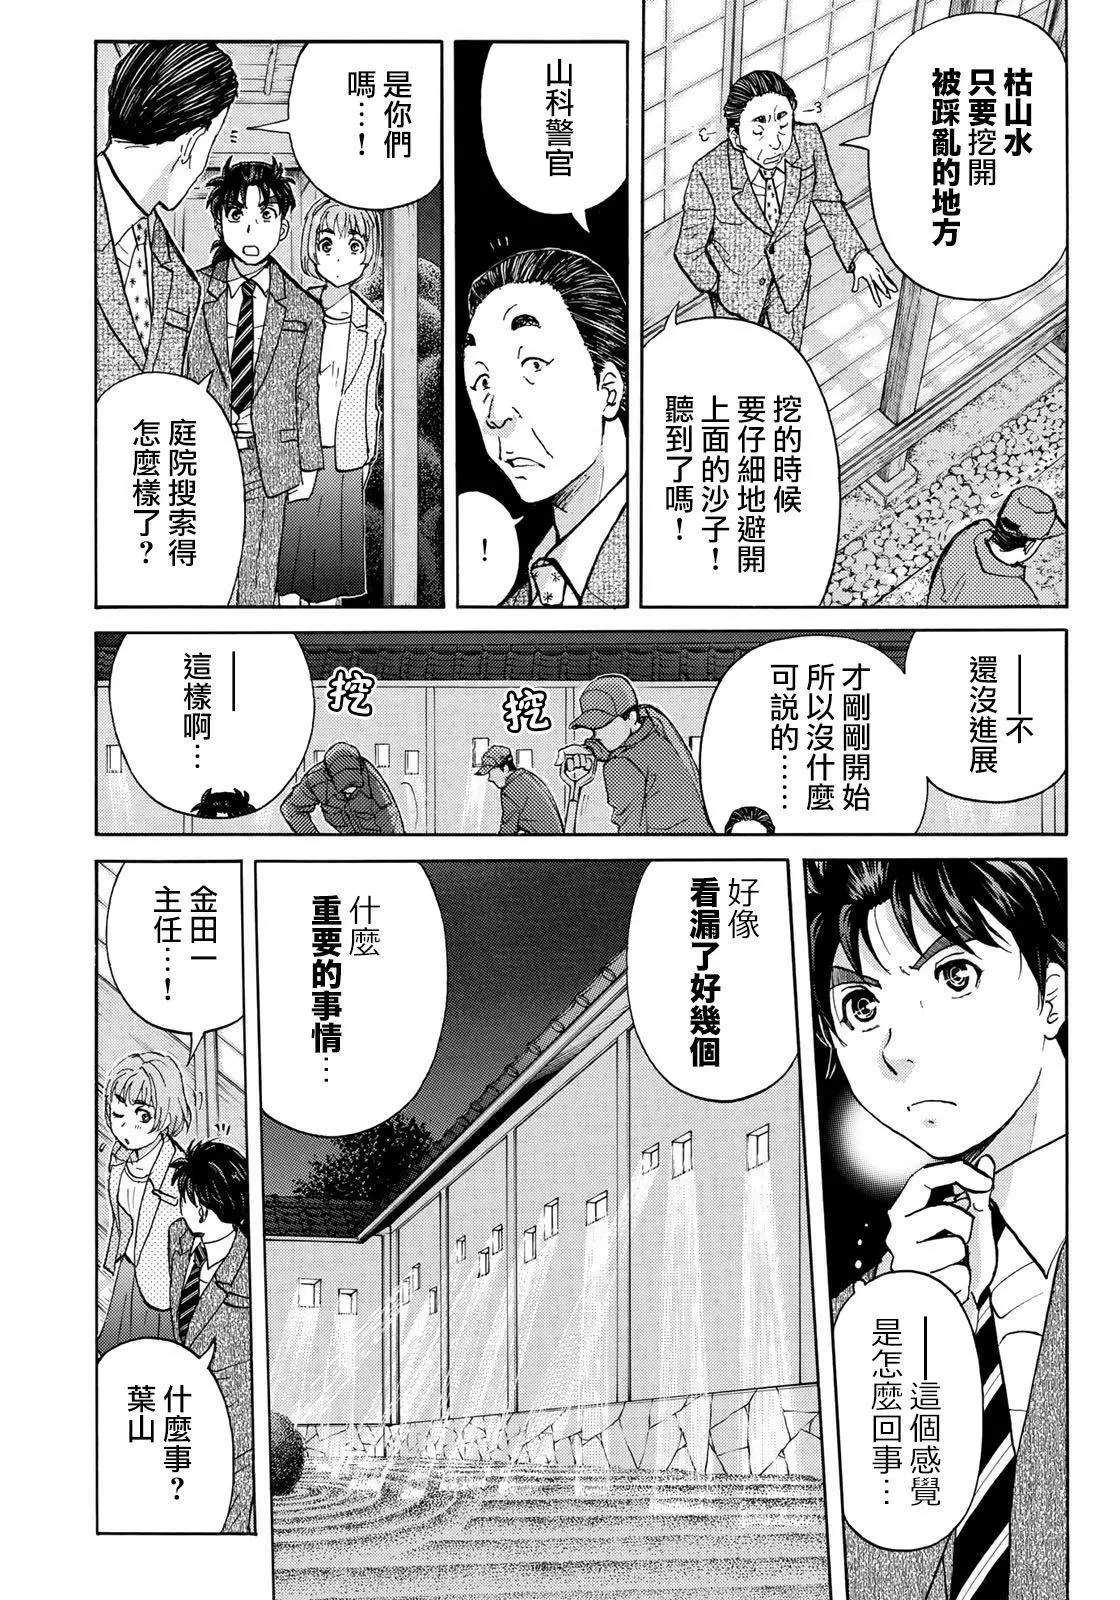 枯山水
只要挖開
被踩亂的地方
挖的時候
要仔細地避開
上面的沙子！
聽到了嗎！
山科警官
！
是你們
嗎…！
庭院搜索得
怎麼樣了？
——不
還沒進展
才剛剛開始
所以沒什麼
可説的……
挖
挖
——
這樣啊…
——這個感覺
是怎麼回事…
好像
看漏了好幾個
什麼
重要的事情…
金田一
主任…！
什麼事？
葉山